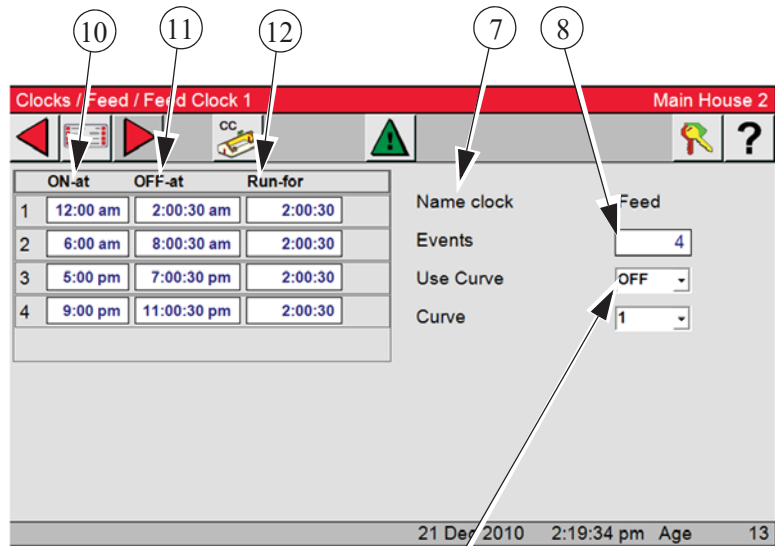 10 11 12 7 8
Clocks / Feed / Feed Clock 1 Main House 2
CC ?
ON-at OFF-at Run-for
1 12:00 am 2:00:30 am 2:00:30
2 6:00 am 8:00:30 am 2:00:30
3 5:00 pm 7:00:30 pm 2:00:30
4 9:00 pm 11:00:30 pm 2:00:30
Name clock Feed
Events 4
Use Curve OFF
Curve 1
21 Dec 2010 2:19:34 pm Age 13